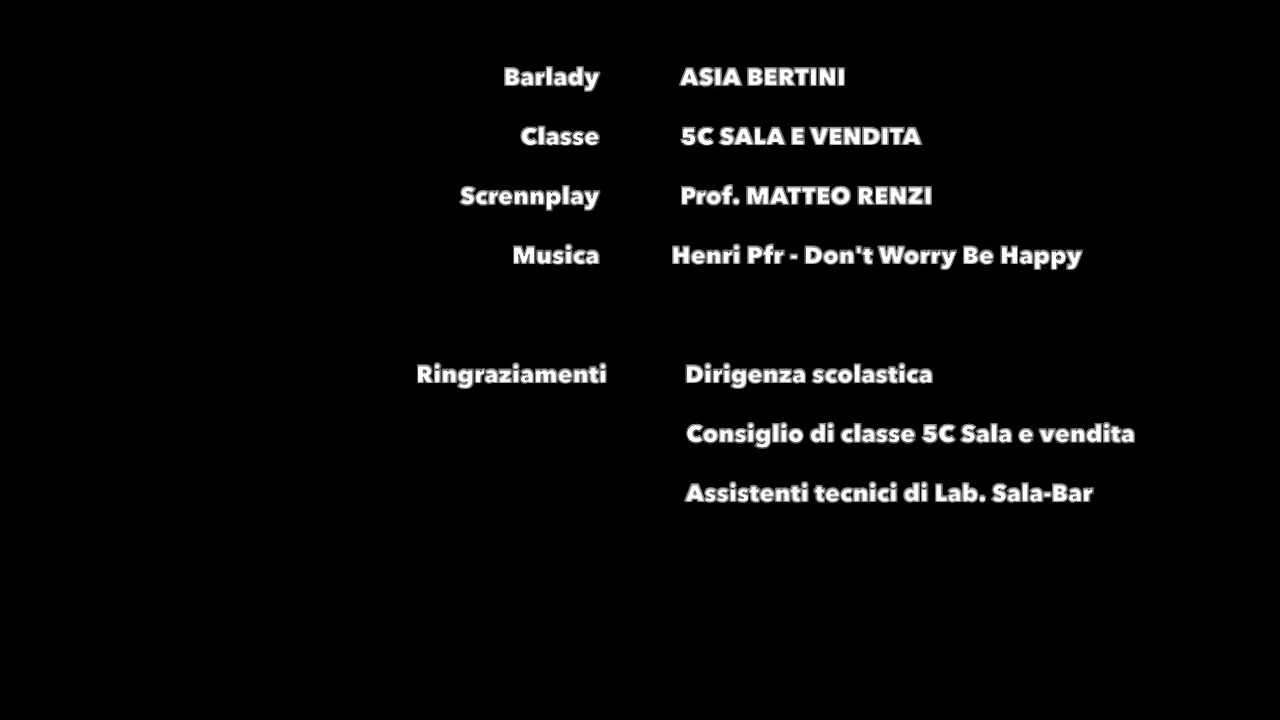 Barlady ASIA BERTINI
Classe 5C SALA E VENDITA
Scrennplay Prof. MATTEO RENZI
Musica Henri Pfr - Don't Worry Be Happy
Ringraziamenti Dirigenza scolastica
Consiglio di classe 5C Sala e vendita
Assistenti tecnici di Lab. Sala-Bar